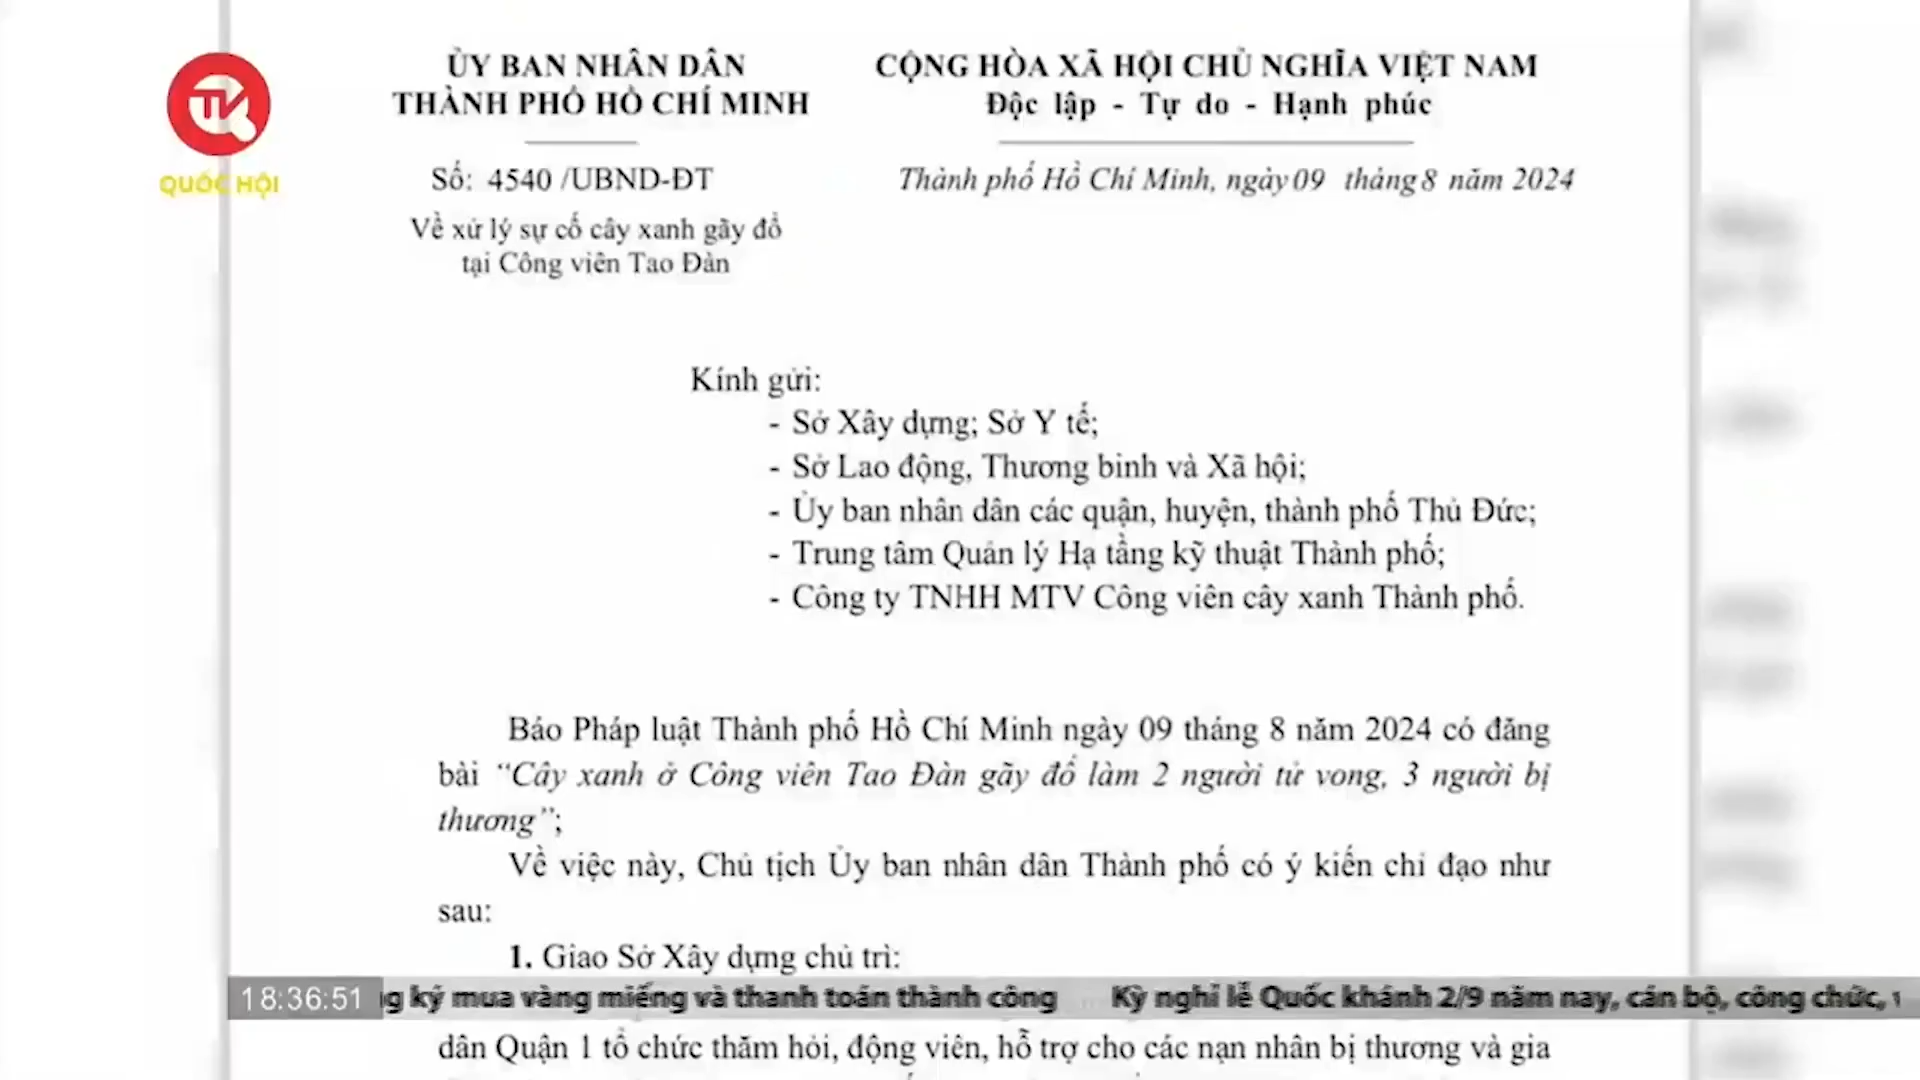 TV
QUỐC HỘI
ỦY BAN NHÂN DÂN
THÀNH PHỐ HỒ CHÍ MINH
CỘNG HÒA XÃ HỘI CHỦ NGHĨA VIỆT NAM
Độc lập - Tự do - Hạnh phúc
Số: 4540 /UBND-ĐT
Thành phố Hồ Chí Minh, ngày 09 tháng 8 năm 2024
Về xử lý sự cố cây xanh gãy đổ
tại Công viên Tao Đàn
Kính gửi:
- Sở Xây dựng; Sở Y tế;
- Sở Lao động, Thương binh và Xã hội;
- Ủy ban nhân dân các quận, huyện, thành phố Thủ Đức;
- Trung tâm Quản lý Hạ tầng kỹ thuật Thành phố;
- Công ty TNHH MTV Công viên cây xanh Thành phố.
Báo Pháp luật Thành phố Hồ Chí Minh ngày 09 tháng 8 năm 2024 có đăng
bài “Cây xanh ở Công viên Tao Đàn gãy đổ làm 2 người tử vong, 3 người bị
thương”;
Về việc này, Chủ tịch Ủy ban nhân dân Thành phố có ý kiến chỉ đạo như
sau:
1. Giao Sở Xây dựng chủ trì:
18:36:51 ng ký mua vàng miếng và thanh toán thành công Kỳ nghỉ lễ Quốc khánh 2/9 năm nay, cán bộ, công chức,
dân Quận 1 tổ chức thăm hỏi, động viên, hỗ trợ cho các nạn nhân bị thương và gia